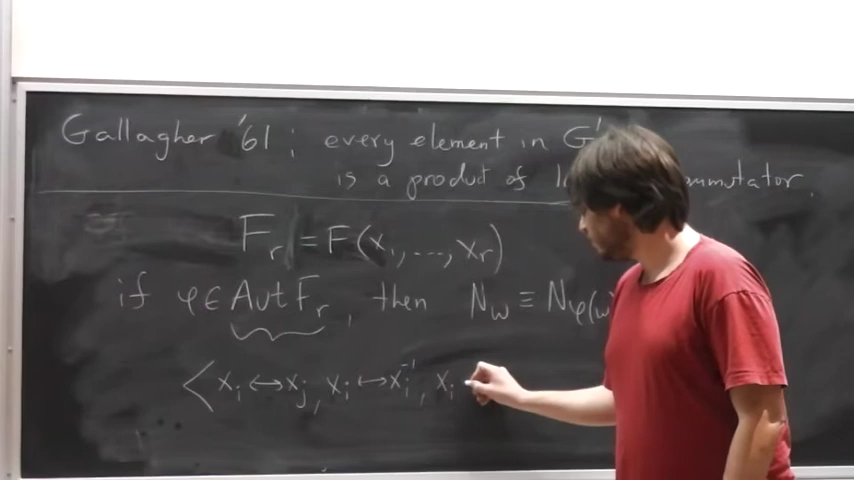 Gallagher '61 ; every element in G'
is a product of mmutator.
F_r = F(x_1, ..., x_r)
if φ ∈ Aut F_r, then N_w ≡ N_φ(w)
< x_i ↔ x_j, x_i ↔ x_i^-1, x_i